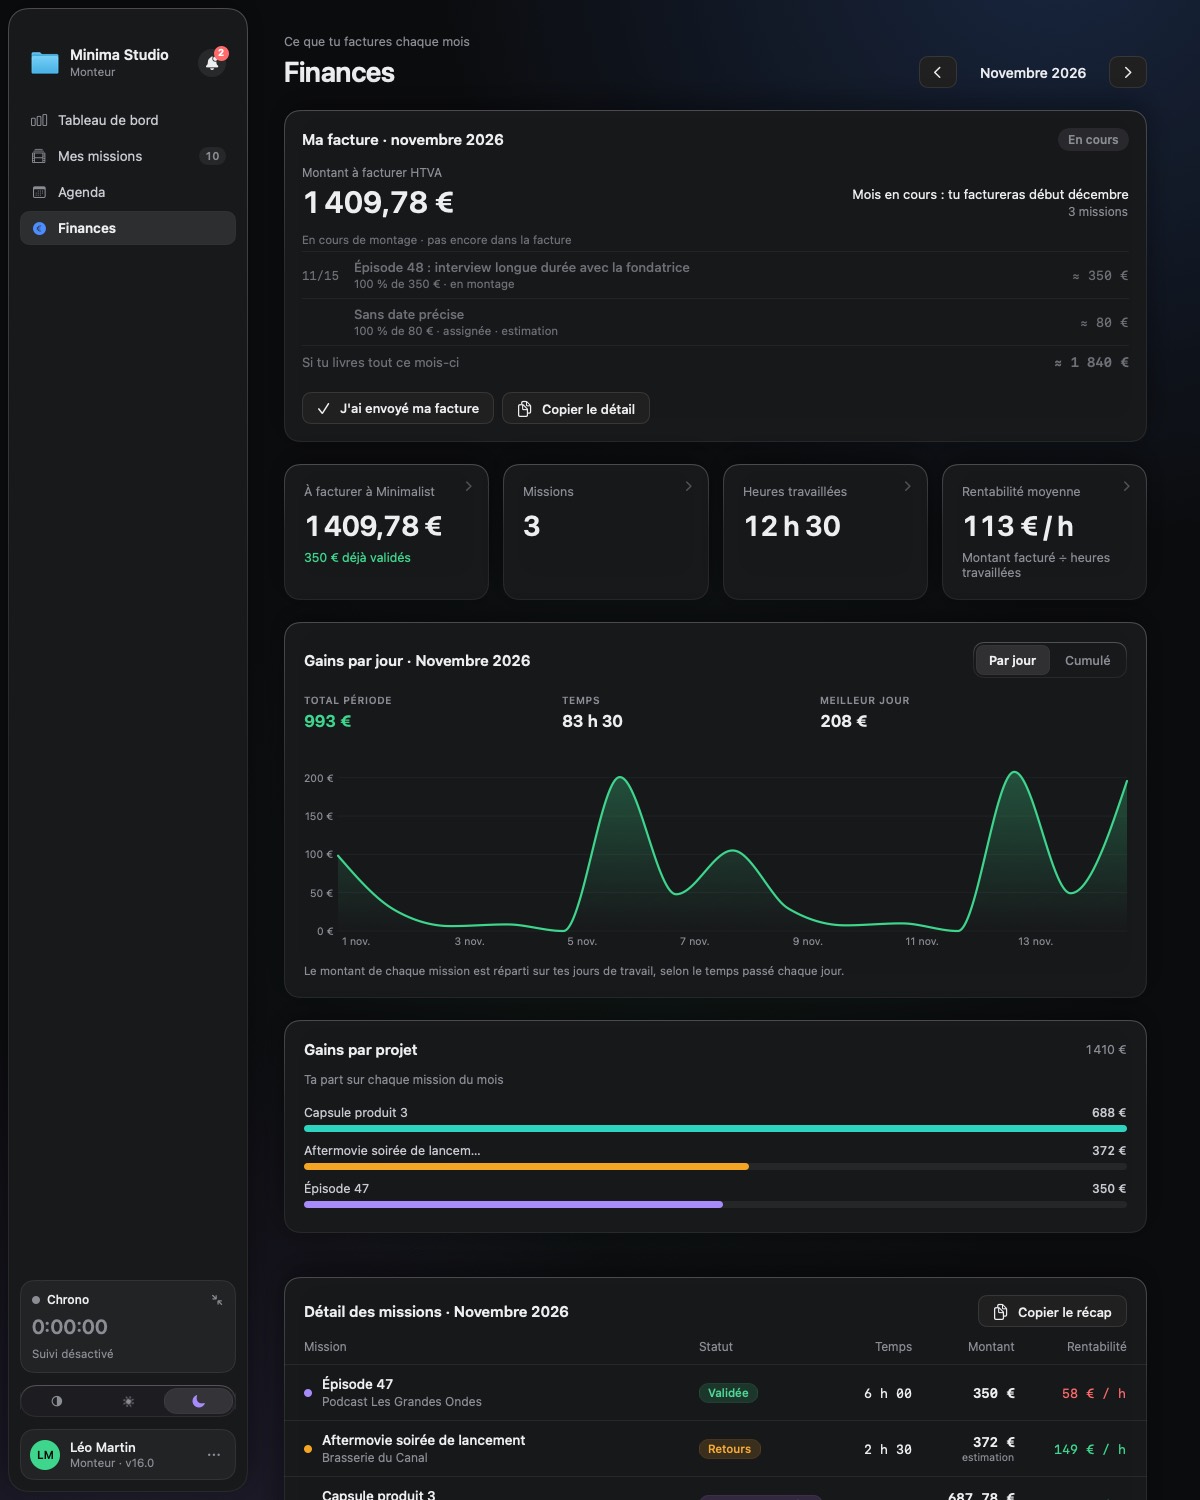 Minima Studio
Monteur
2
Tableau de bord
Mes missions
10
Agenda
Finances
Ce que tu factures chaque mois
Finances
Novembre 2026
Ma facture · novembre 2026
En cours
Montant à facturer HTVA
1 409,78 €
Mois en cours : tu factureras début décembre
3 missions
En cours de montage · pas encore dans la facture
11/15
Épisode 48 : interview longue durée avec la fondatrice
100 % de 350 € · en montage
≈ 350 €
Sans date précise
100 % de 80 € · assignée · estimation
≈ 80 €
Si tu livres tout ce mois-ci
≈ 1 840 €
J'ai envoyé ma facture
Copier le détail
À facturer à Minimalist
1 409,78 €
350 € déjà validés
Missions
3
Heures travaillées
12 h 30
Rentabilité moyenne
113 € / h
Montant facturé ÷ heures
travaillées
Gains par jour · Novembre 2026
Par jour
Cumulé
TOTAL PÉRIODE
993 €
TEMPS
83 h 30
MEILLEUR JOUR
208 €
200 €
150 €
100 €
50 €
0 €
1 nov.
3 nov.
5 nov.
7 nov.
9 nov.
11 nov.
13 nov.
Le montant de chaque mission est réparti sur tes jours de travail, selon le temps passé chaque jour.
Gains par projet
1 410 €
Ta part sur chaque mission du mois
Capsule produit 3
688 €
Aftermovie soirée de lancem...
372 €
Épisode 47
350 €
Détail des missions · Novembre 2026
Copier le récap
Mission
Statut
Temps
Montant
Rentabilité
Épisode 47
Podcast Les Grandes Ondes
Validée
6 h 00
350 €
58 € / h
Aftermovie soirée de lancement
Brasserie du Canal
Retours
2 h 30
372 €
estimation
149 € / h
Capsule produit 3
687,78 €
Chrono
0:00:00
Suivi désactivé
LM
Léo Martin
Monteur · v16.0